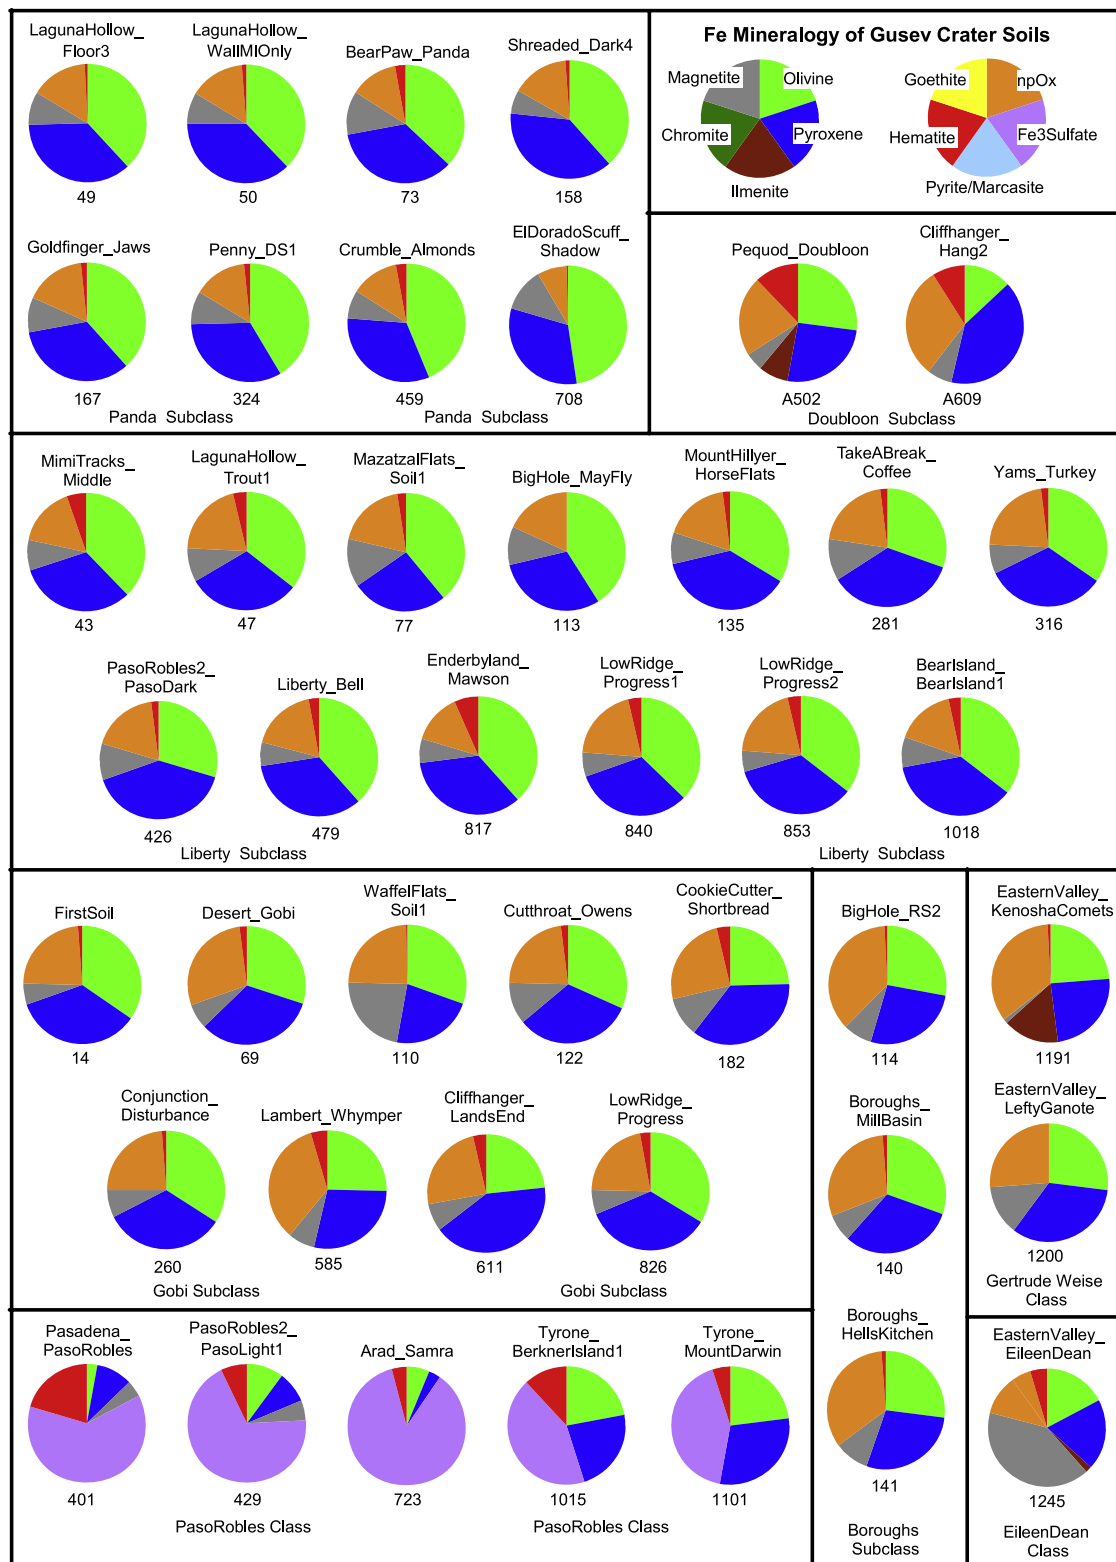 LagunaHollow_
Floor3
LagunaHollow_
WallMIOnly
BearPaw_Panda
Shreaded_Dark4
49
50
73
158
Goldfinger_Jaws
Penny_DS1
Crumble_Almonds
ElDoradoScuff_
Shadow
167
324
459
708
Panda Subclass
Panda Subclass
Fe Mineralogy of Gusev Crater Soils
Magnetite
Olivine
Chromite
Pyroxene
Ilmenite
Goethite
npOx
Hematite
Fe3Sulfate
Pyrite/Marcasite
Pequod_Doubloon
Cliffhanger_
Hang2
A502
A609
Doubloon Subclass
MimiTracks_
Middle
LagunaHollow_
Trout1
MazatzalFlats_
Soil1
BigHole_MayFly
MountHillyer_
HorseFlats
TakeABreak_
Coffee
Yams_Turkey
43
47
77
113
135
281
316
PasoRobles2_
PasoDark
Liberty_Bell
Enderbyland_
Mawson
LowRidge_
Progress1
LowRidge_
Progress2
BearIsland_
BearIsland1
426
479
817
840
853
1018
Liberty Subclass
Liberty Subclass
FirstSoil
Desert_Gobi
WaffelFlats_
Soil1
Cutthroat_Owens
CookieCutter_
Shortbread
14
69
110
122
182
Conjunction_
Disturbance
Lambert_Whymper
Cliffhanger_
LandsEnd
LowRidge_
Progress
260
585
611
826
Gobi Subclass
Gobi Subclass
BigHole_RS2
114
Boroughs_
MillBasin
140
Boroughs_
HellsKitchen
141
Boroughs
Subclass
EasternValley_
KenoshaComets
1191
EasternValley_
LeftyGanote
1200
Gertrude Weise
Class
Pasadena_
PasoRobles
PasoRobles2_
PasoLight1
Arad_Samra
Tyrone_
BerknerIsland1
Tyrone_
MountDarwin
401
429
723
1015
1101
PasoRobles Class
PasoRobles Class
EasternValley_
EileenDean
1245
EileenDean
Class